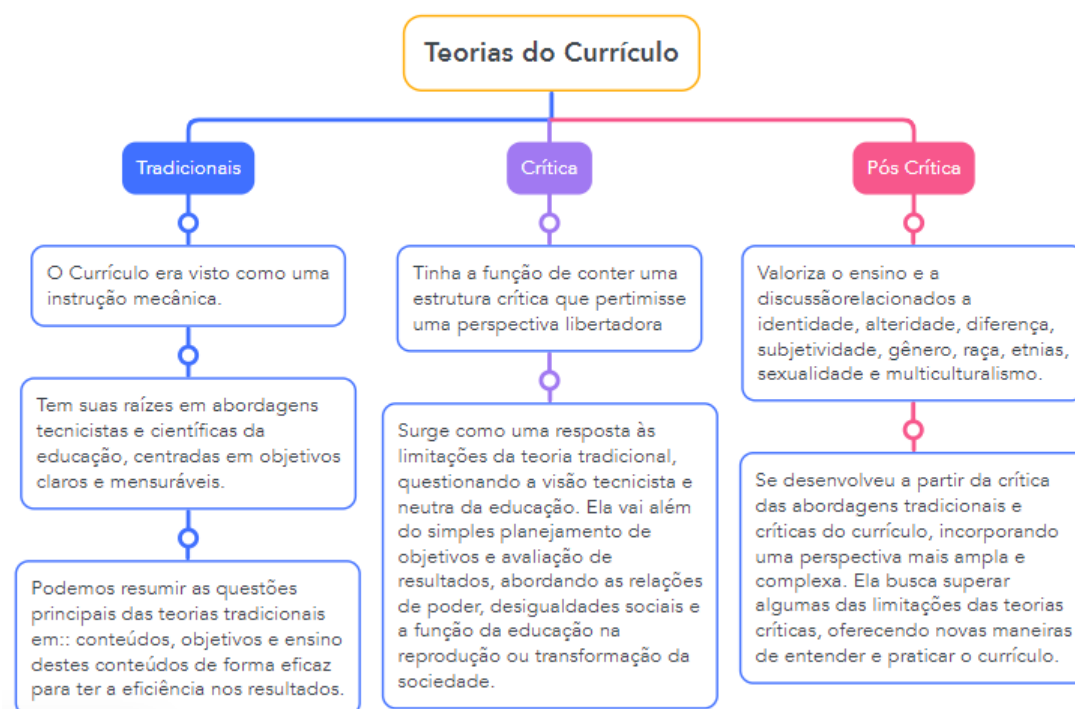 Teorias do Currículo
Tradicionais
O Currículo era visto como uma
instrução mecânica.
Tem suas raízes em abordagens
tecnicistas e científicas da
educação, centradas em objetivos
claros e mensuráveis.
Podemos resumir as questões
principais das teorias tradicionais
em:: conteúdos, objetivos e ensino
destes conteúdos de forma eficaz
para ter a eficiência nos resultados.
Crítica
Tinha a função de conter uma
estrutura crítica que pertimisse
uma perspectiva libertadora
Surge como uma resposta às
limitações da teoria tradicional,
questionando a visão tecnicista e
neutra da educação. Ela vai além
do simples planejamento de
objetivos e avaliação de
resultados, abordando as relações
de poder, desigualdades sociais e
a função da educação na
reprodução ou transformação da
sociedade.
Pós Crítica
Valoriza o ensino e a
discussãorelacionados a
identidade, alteridade, diferença,
subjetividade, gênero, raça, etnias,
sexualidade e multiculturalismo.
Se desenvolveu a partir da crítica
das abordagens tradicionais e
críticas do currículo, incorporando
uma perspectiva mais ampla e
complexa. Ela busca superar
algumas das limitações das teorias
críticas, oferecendo novas maneiras
de entender e praticar o currículo.